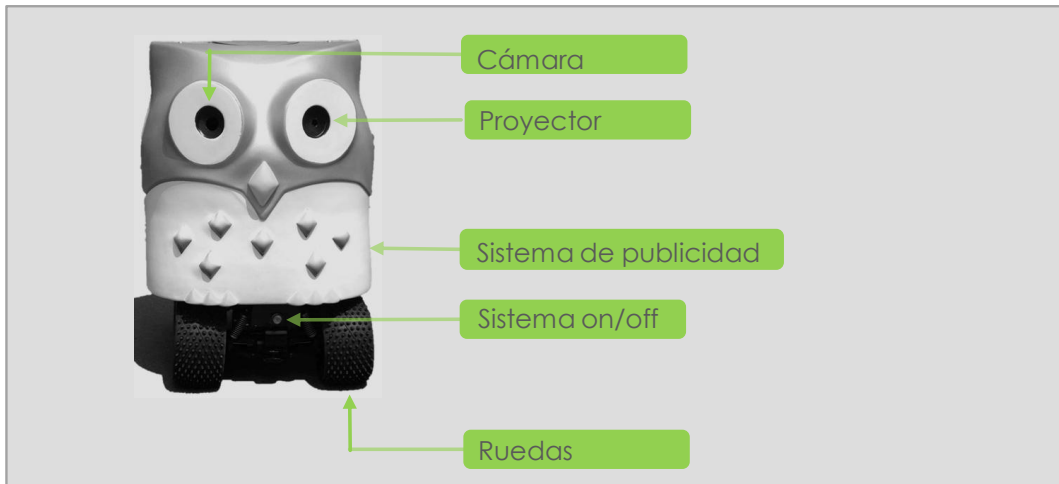 Cámara
Proyector
Sistema de publicidad
Sistema on/off
Ruedas